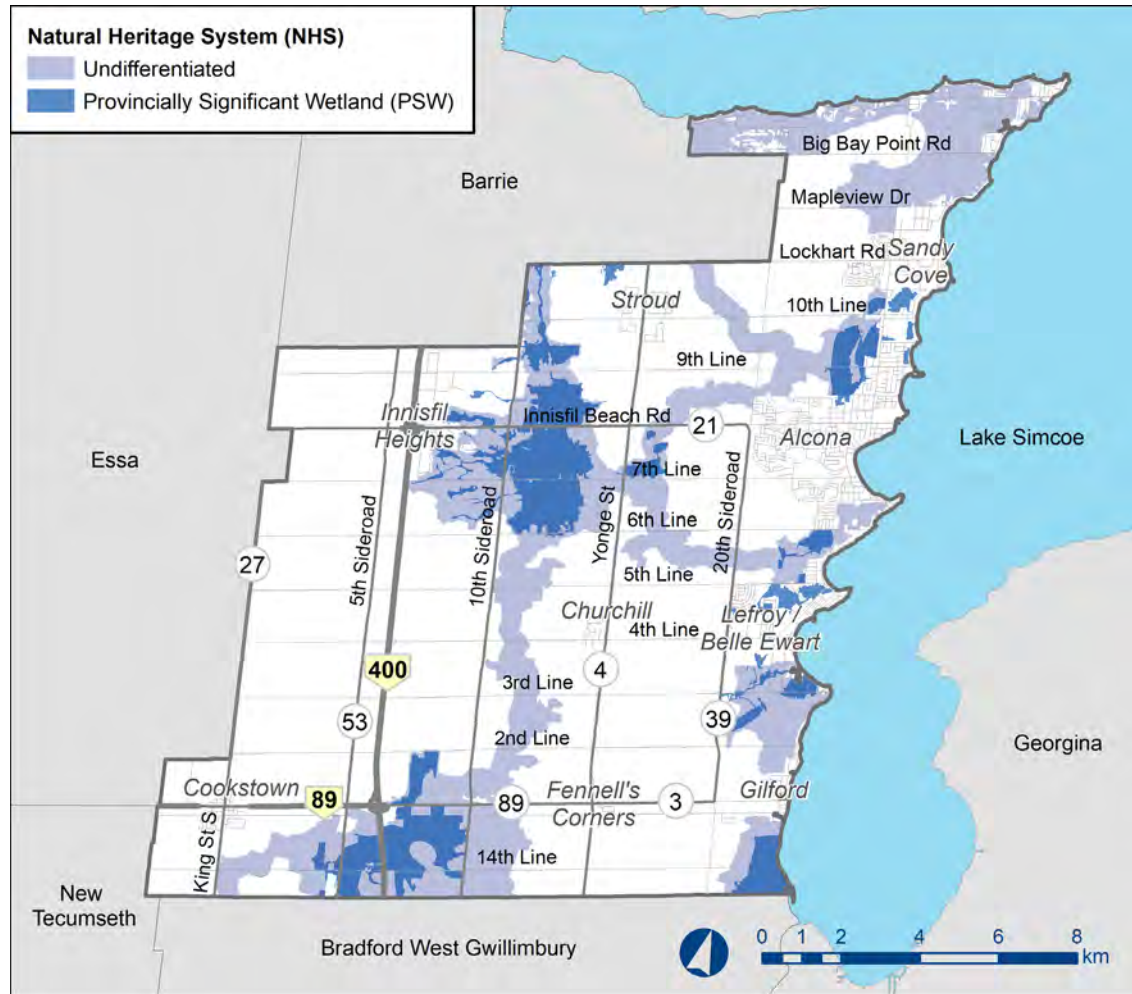 Natural Heritage System (NHS)
Undifferentiated
Provincially Significant Wetland (PSW)
Big Bay Point Rd
Barrie
Mapleview Dr
Lockhart Rd
Sandy
Cove
Stroud
10th Line
9th Line
Innisfil
Heights
Innisfil Beach Rd
21
Alcona
Lake Simcoe
Essa
7th Line
6th Line
5th Line
27
5th Sideroad
10th Sideroad
Yonge St
20th Sideroad
Churchill
4th Line
Lefroy /
Belle Ewart
400
4
3rd Line
53
39
2nd Line
Georgina
Cookstown
89
89
Fennell's
Corners
3
Gilford
King St S
14th Line
New
Tecumseth
Bradford West Gwillimbury
0 1 2 4 6 8
km